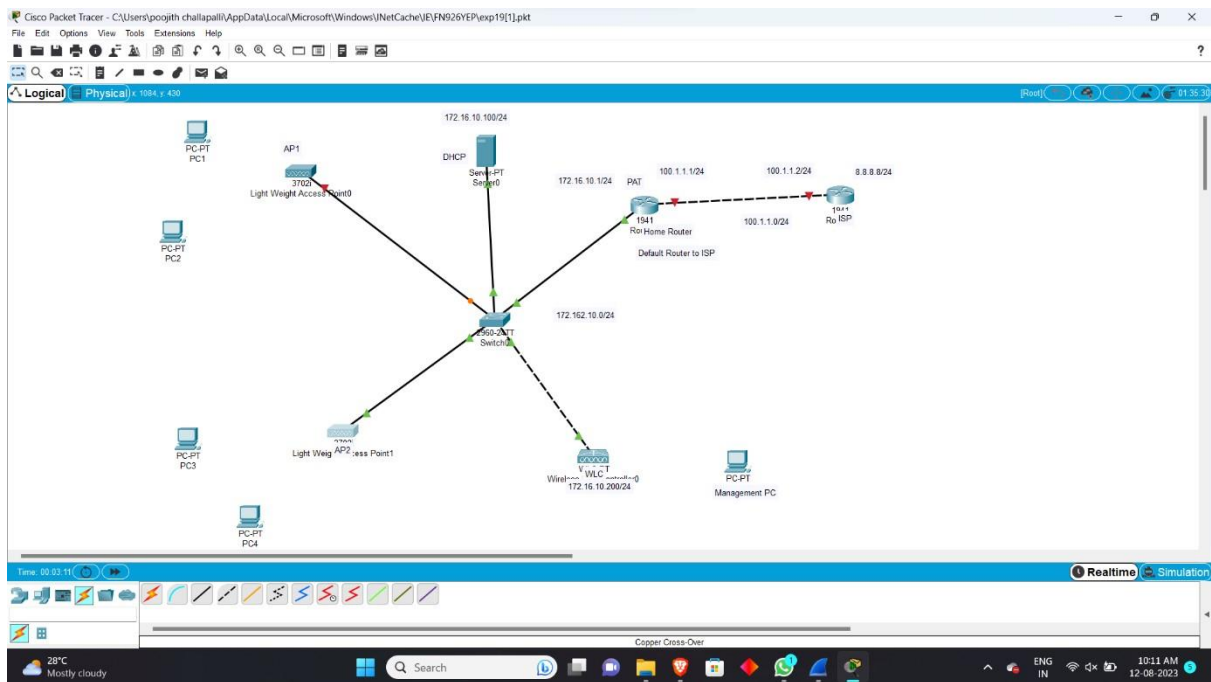 Cisco Packet Tracer - C:\Users\poojith challapalli\AppData\Local\Microsoft\Windows\INetCache\IE\FN926YEP\exp19[1].pkt
File Edit Options View Tools Extensions Help
?
Logical Physical x: 1084, y: 430 [Root] 01:35:30
172.16.10.100/24
PC-PT
PC1
AP1
3702i
Light Weight Access Point0
DHCP
Server-PT
Server0
172.16.10.1/24
PAT
100.1.1.1/24
100.1.1.2/24
8.8.8.8/24
1941
Home Router
100.1.1.0/24
1941
ISP
Default Router to ISP
PC-PT
PC2
172.162.10.0/24
2960-24TT
Switch0
PC-PT
PC3
Light Weig AP2 ess Point1
WLC
172.16.10.200/24
PC-PT
Management PC
PC-PT
PC4
Time: 00:03:11
Realtime Simulation
Copper Cross-Over
28°C
Mostly cloudy
Search
ENG
IN
10:11 AM
12-08-2023
5